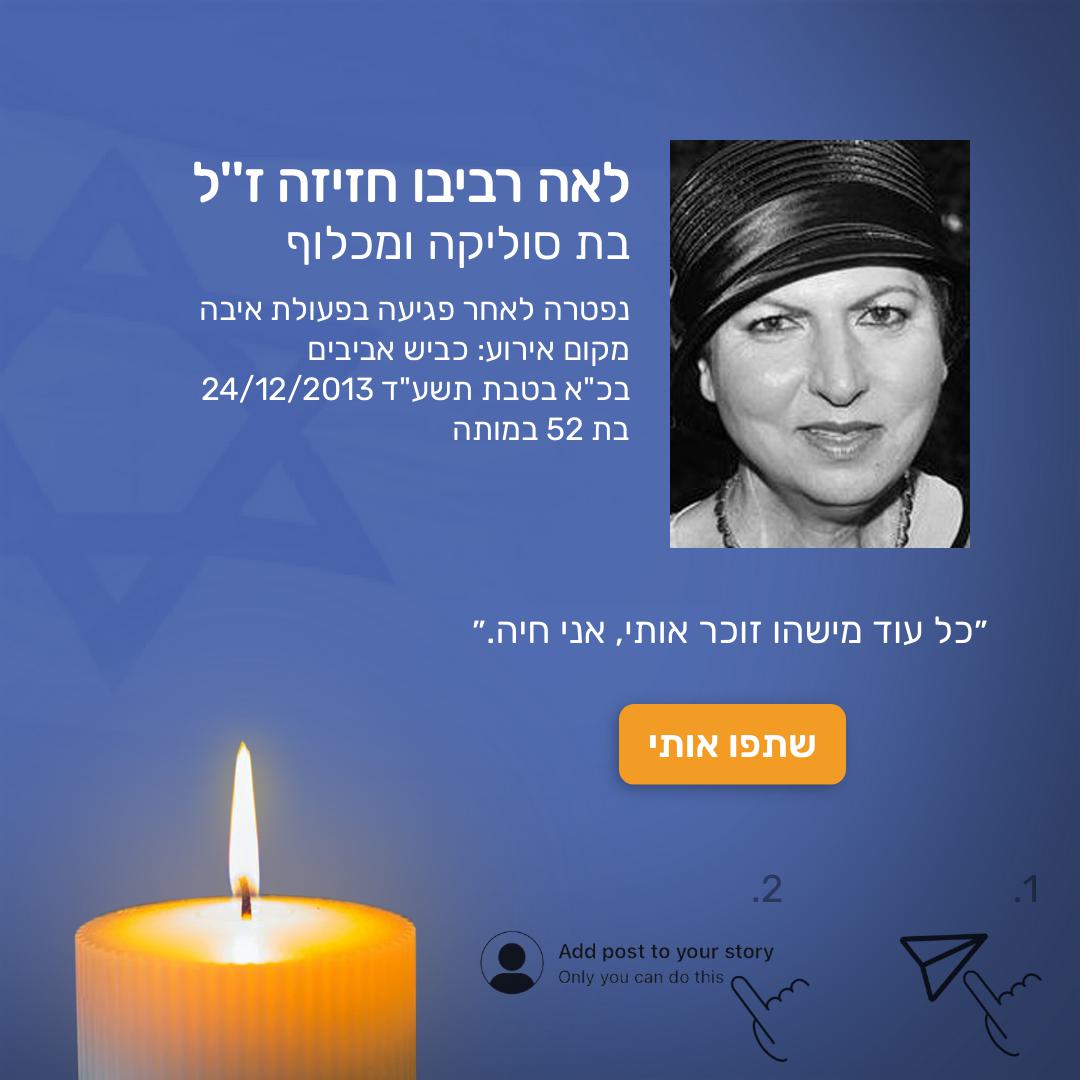 לאה רביבו חזיזה ז"ל
בת סוליקה ומכלוף
נפטרה לאחר פגיעה בפעולת איבה
מקום אירוע: כביש אביבים
בכ"א בטבת תשע"ד 24/12/2013
בת 52 במותה
״כל עוד מישהו זוכר אותי, אני חיה.״
שתפו אותי
1.
2.
Add post to your story
Only you can do this